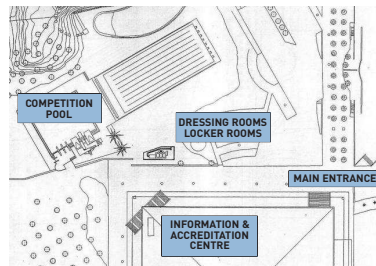 COMPETITION
POOL
DRESSING ROOMS
LOCKER ROOMS
MAIN ENTRANCE
INFORMATION &
ACCREDITATION
CENTRE